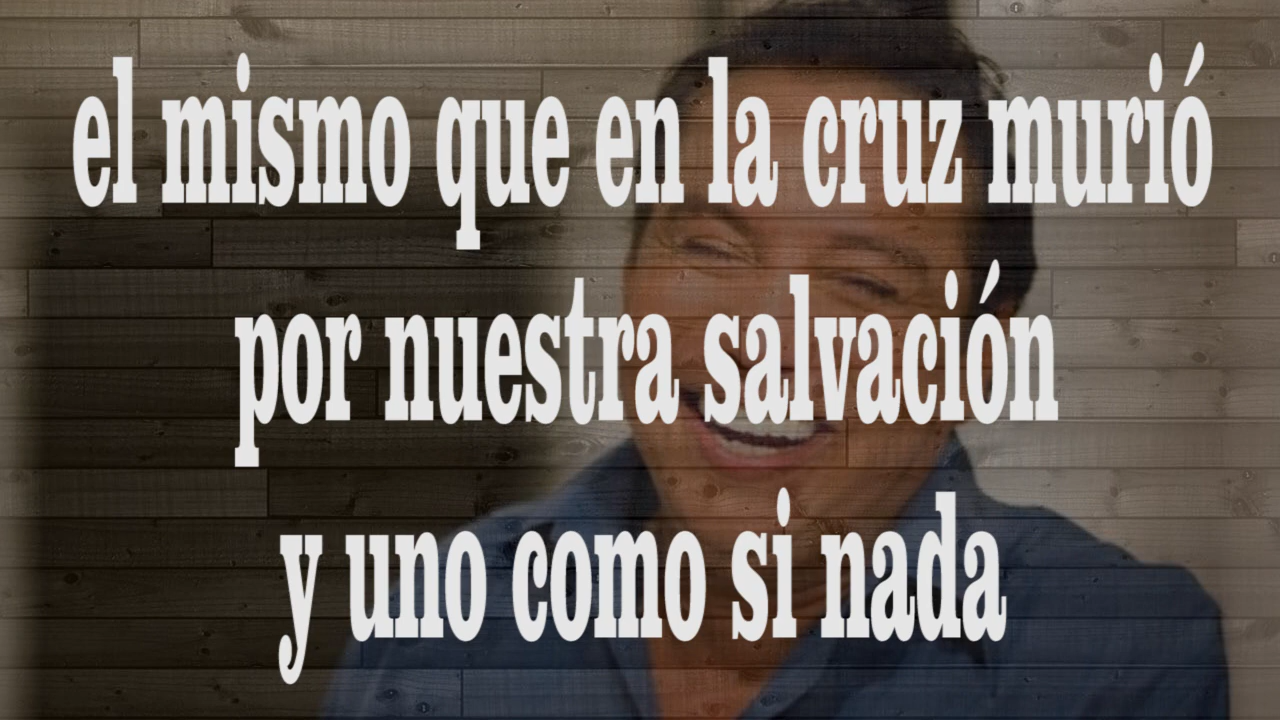 el mismo que en la cruz murió
por nuestra salvación
y uno como si nada